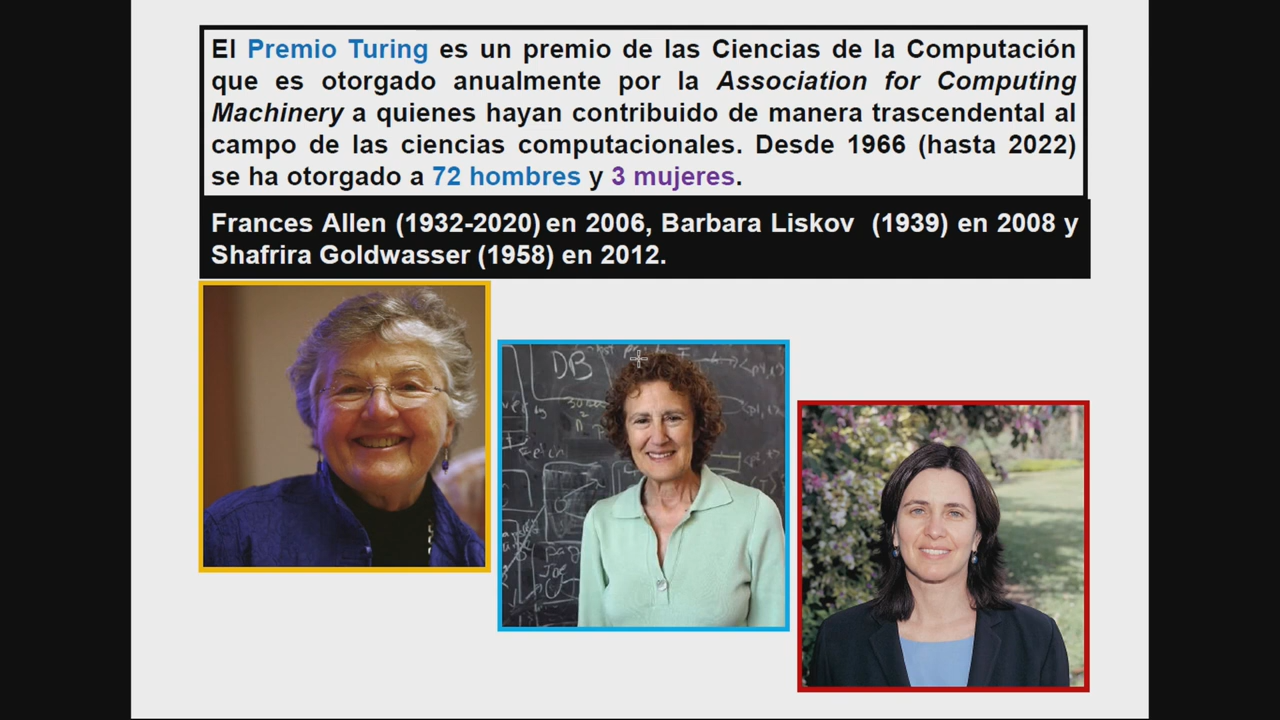 El Premio Turing es un premio de las Ciencias de la Computación
que es otorgado anualmente por la Association for Computing
Machinery a quienes hayan contribuido de manera trascendental al
campo de las ciencias computacionales. Desde 1966 (hasta 2022)
se ha otorgado a 72 hombres y 3 mujeres.
Frances Allen (1932-2020) en 2006, Barbara Liskov (1939) en 2008 y
Shafrira Goldwasser (1958) en 2012.
DB